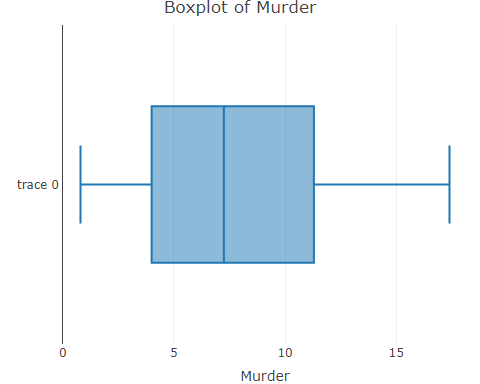 Boxplot of Murder
trace 0
0 5 10 15
Murder